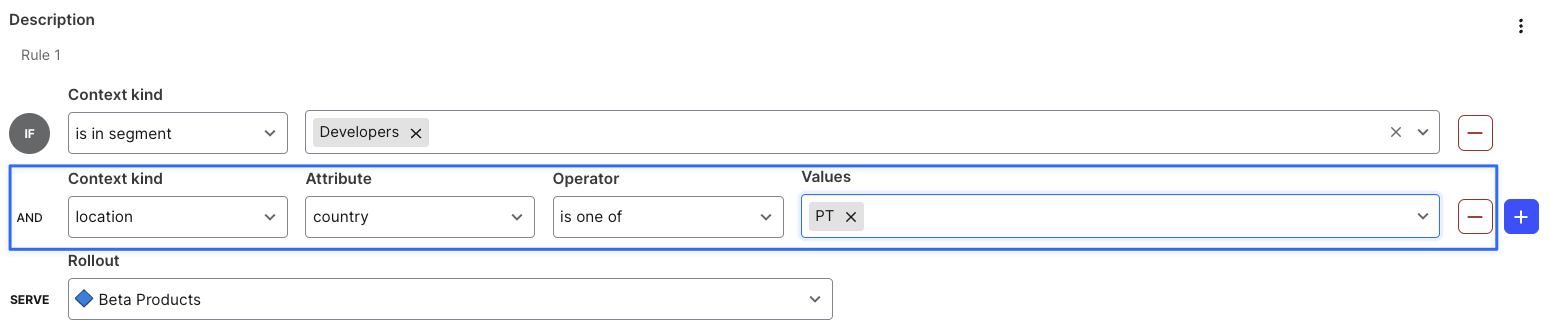 Description
Rule 1
Context kind
IF is in segment Developers
Context kind Attribute Operator Values
AND location country is one of PT
Rollout
SERVE Beta Products